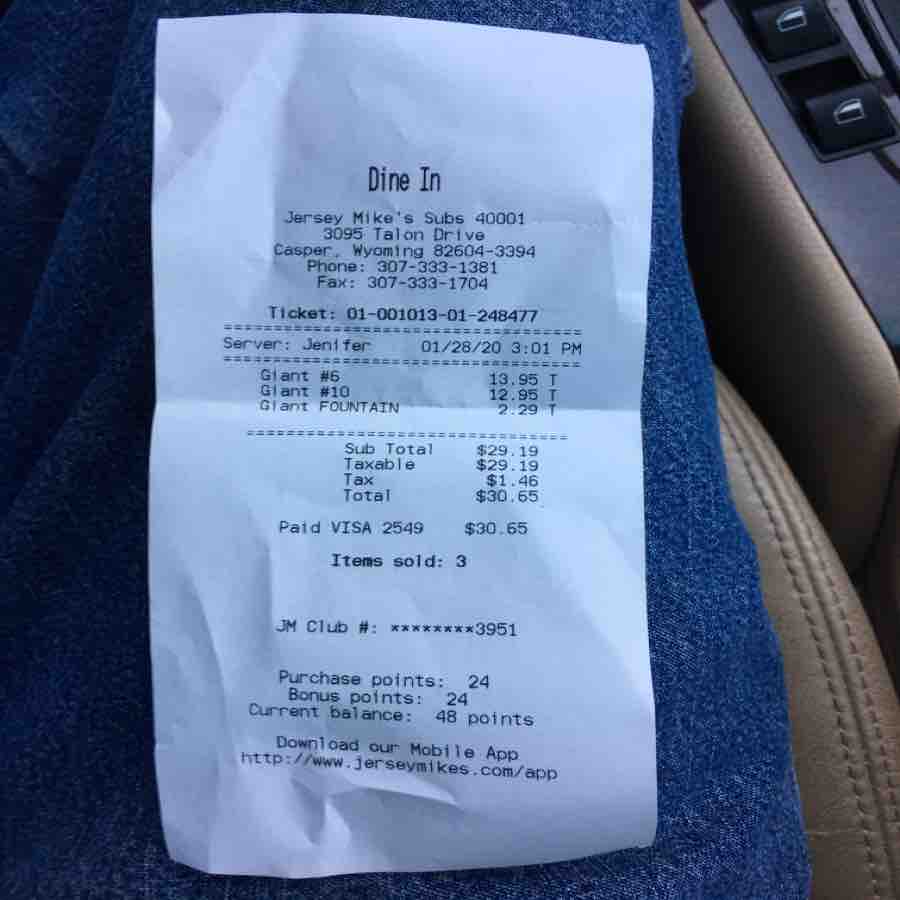 Dine In
Jersey Mike's Subs 40001
3095 Talon Drive
Casper, Wyoming 82604-3394
Phone: 307-333-1381
Fax: 307-333-1704
Ticket: 01-001013-01-248477
===================================
Server: Jenifer 01/28/20 3:01 PM
===================================
Giant #6 13.95 T
Giant #10 12.95 T
Giant FOUNTAIN 2.29 T
===============================
Sub Total $29.19
Taxable $29.19
Tax $1.46
Total $30.65
Paid VISA 2549 $30.65
Items sold: 3
JM Club #: ********3951
Purchase points: 24
Bonus points: 24
Current balance: 48 points
Download our Mobile App
http://www.jerseymikes.com/app